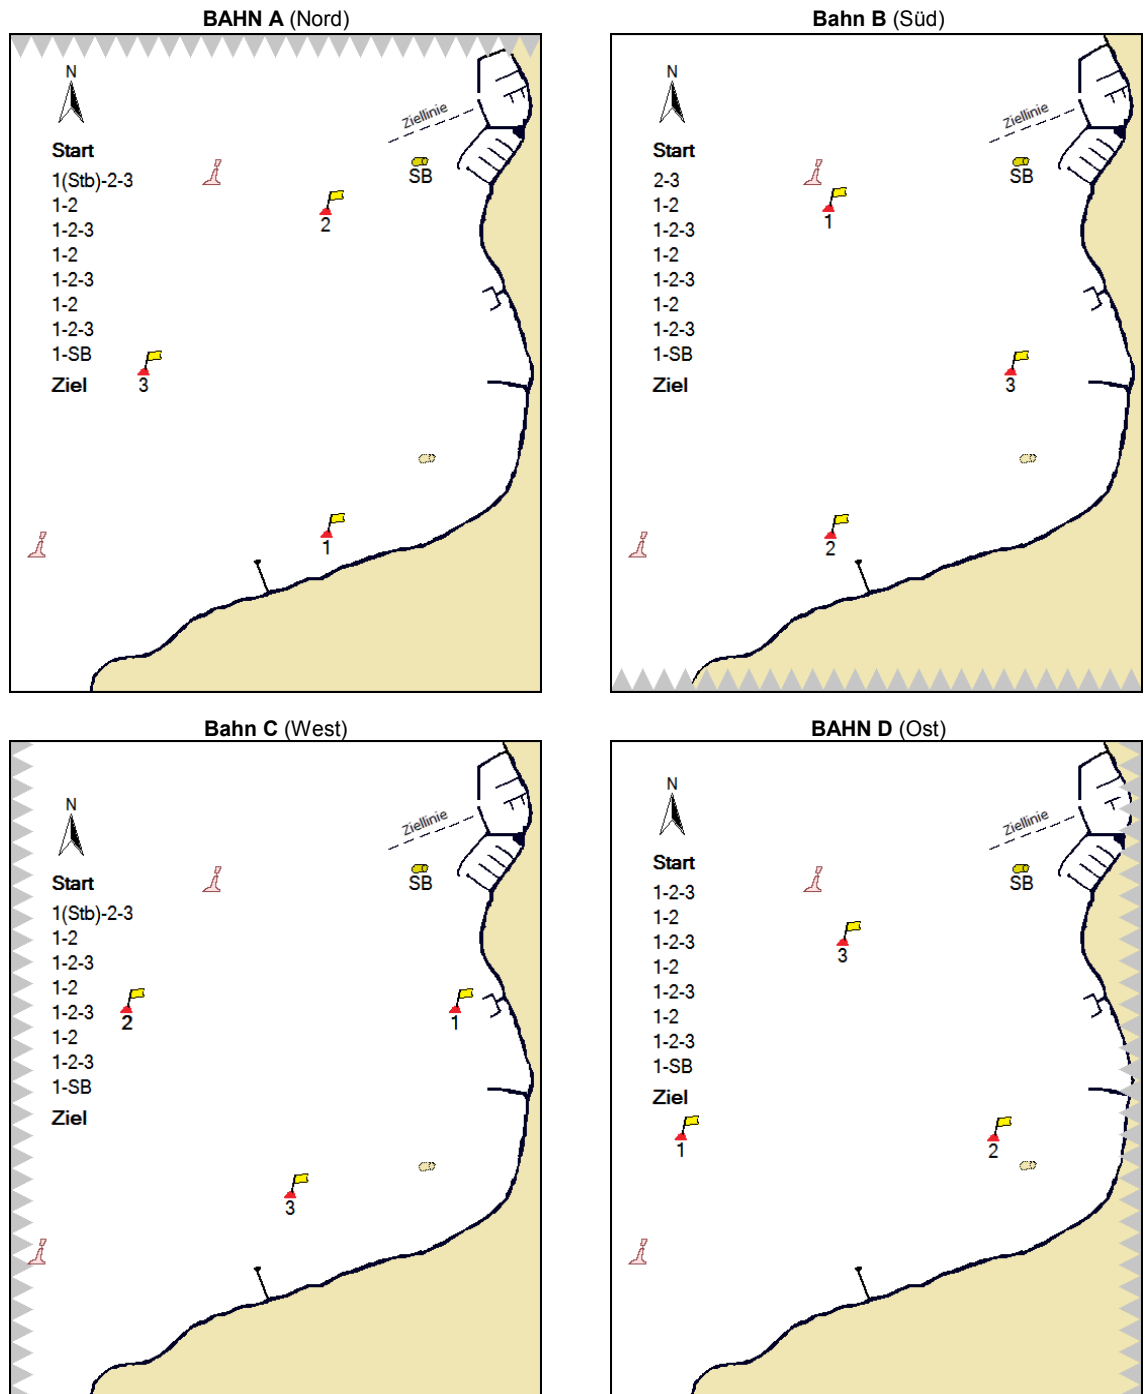 BAHN A (Nord)
N
Ziellinie
Start
SB
1(Stb)-2-3
1-2
2
1-2-3
1-2
1-2-3
1-2
1-2-3
1-SB
Ziel
3
1
Bahn B (Süd)
N
Ziellinie
Start
SB
2-3
1-2
1
1-2-3
1-2
1-2-3
1-2
1-2-3
1-SB
Ziel
3
2
Bahn C (West)
N
Ziellinie
Start
SB
1(Stb)-2-3
1-2
1-2-3
1-2
1-2-3
2
1
1-2
1-2-3
1-SB
Ziel
3
BAHN D (Ost)
N
Ziellinie
Start
SB
1-2-3
1-2
1-2-3
3
1-2
1-2-3
1-2
1-2-3
1-SB
Ziel
1
2